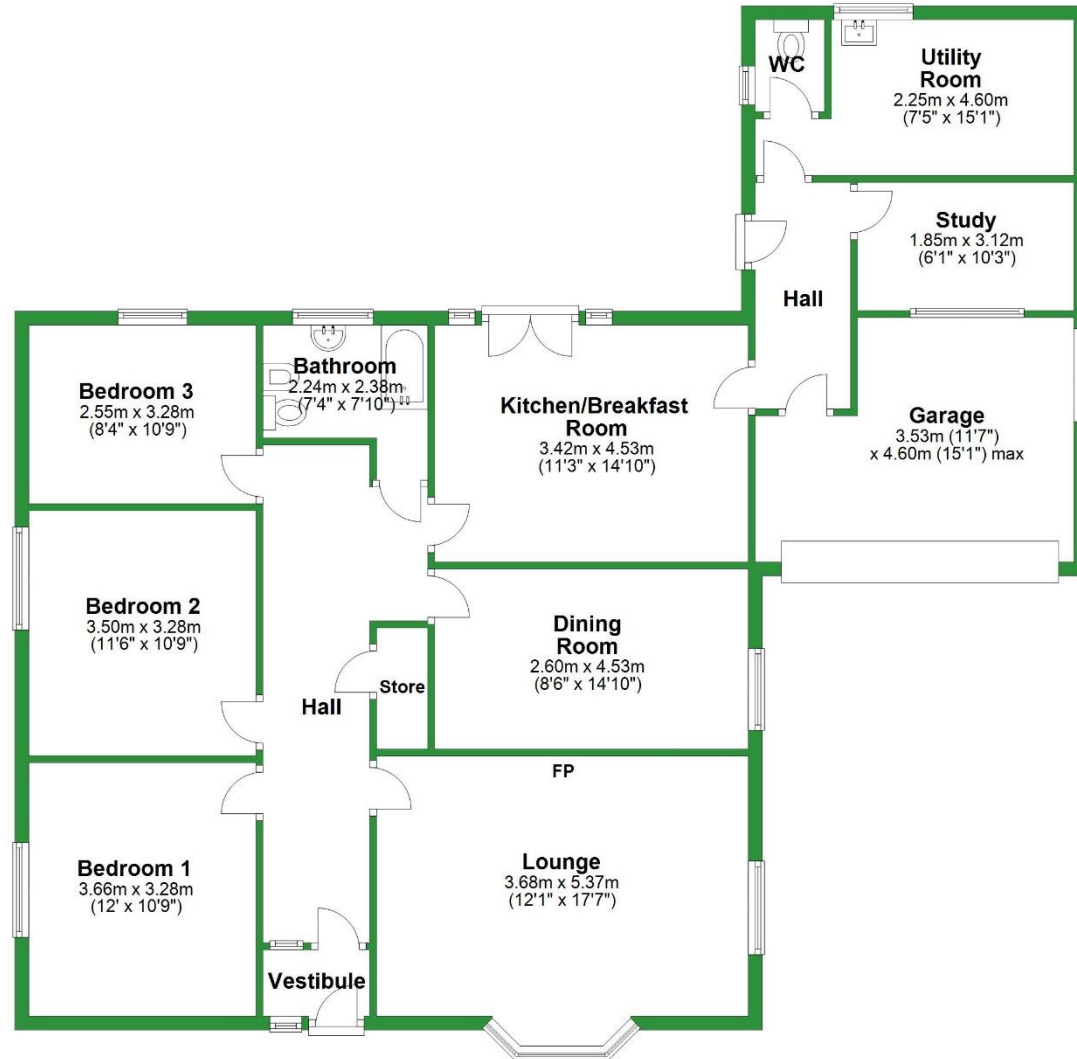 WC
Utility
Room
2.25m x 4.60m
(7'5" x 15'1")
Study
1.85m x 3.12m
(6'1" x 10'3")
Hall
Bedroom 3
2.55m x 3.28m
(8'4" x 10'9")
Bathroom
2.24m x 2.38m
(7'4" x 7'10")
Kitchen/Breakfast
Room
3.42m x 4.53m
(11'3" x 14'10")
Garage
3.53m (11'7")
x 4.60m (15'1") max
Bedroom 2
3.50m x 3.28m
(11'6" x 10'9")
Dining
Room
2.60m x 4.53m
(8'6" x 14'10")
Store
Hall
FP
Bedroom 1
3.66m x 3.28m
(12' x 10'9")
Lounge
3.68m x 5.37m
(12'1" x 17'7")
Vestibule